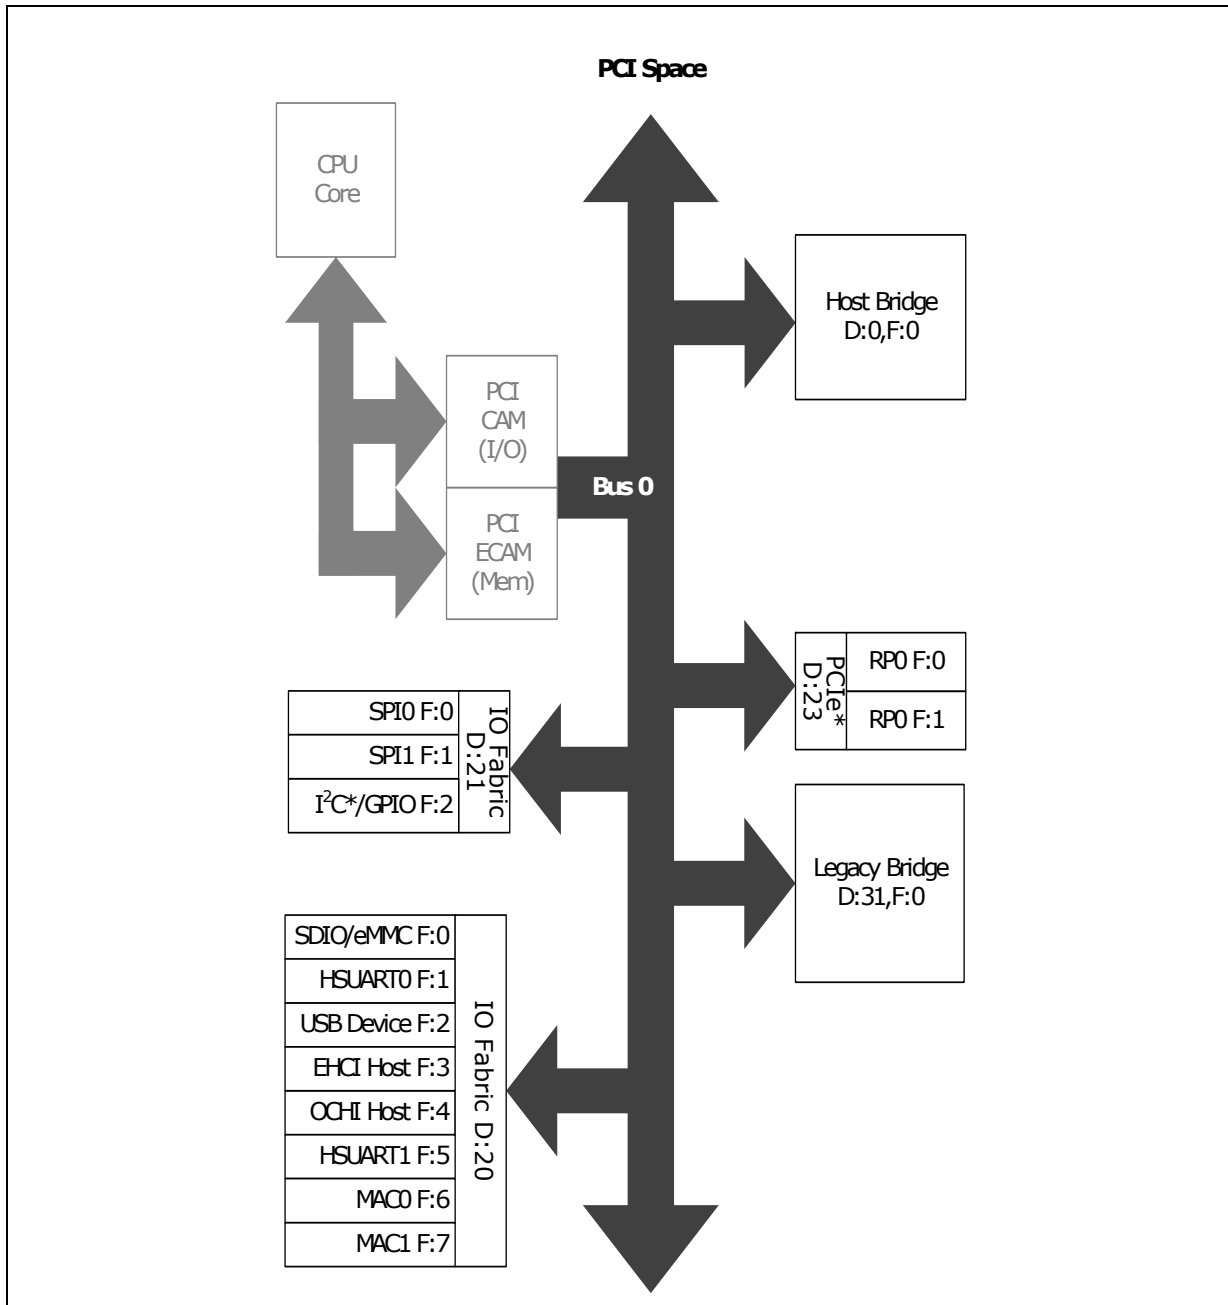 PCI Space
CPU
Core
Host Bridge
D:0,F:0
PCI
CAM
(I/O)
Bus 0
PCI
ECAM
(Mem)
PCIe*
D:23
RP0 F:0
RP0 F:1
SPI0 F:0
SPI1 F:1
I²C*/GPIO F:2
IO Fabric
D:21
Legacy Bridge
D:31,F:0
SDIO/eMMC F:0
HSUART0 F:1
USB Device F:2
EHCI Host F:3
OCHI Host F:4
HSUART1 F:5
MAC0 F:6
MAC1 F:7
IO Fabric D:20